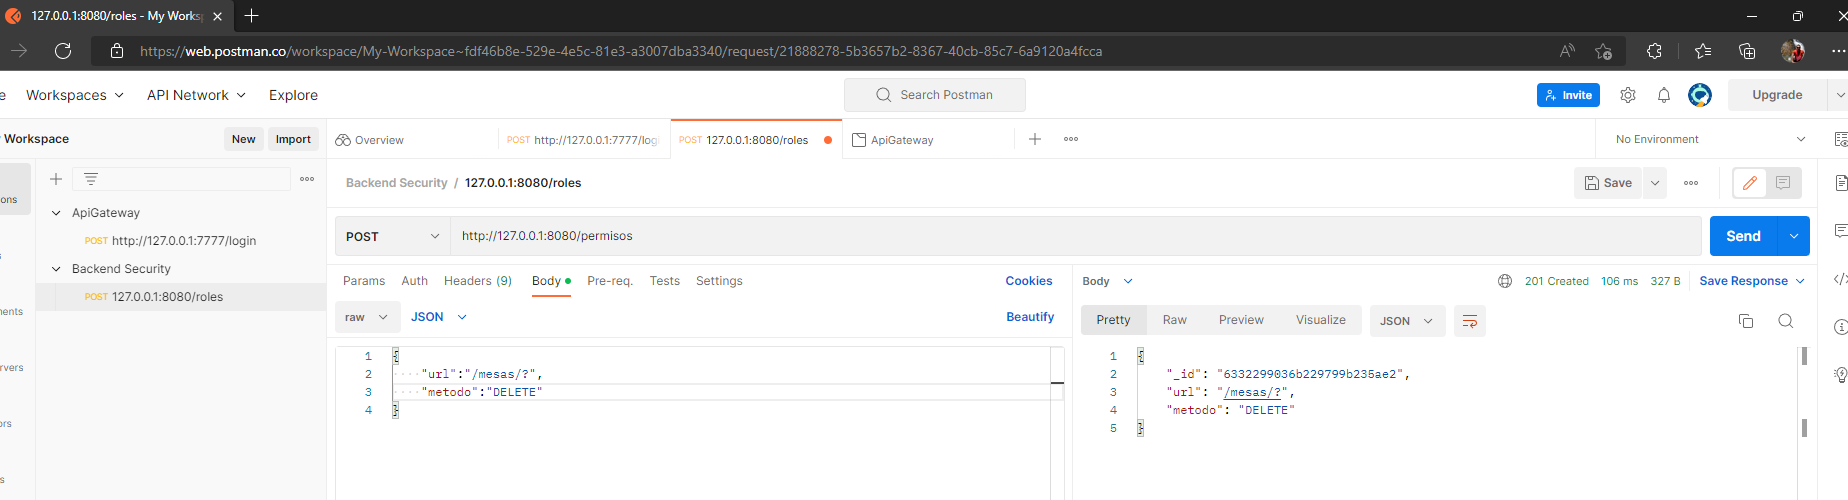 127.0.0.1:8080/roles - My Works
https://web.postman.co/workspace/My-Workspace~fdf46b8e-529e-4e5c-81e3-a3007dba3340/request/21888278-5b3657b2-8367-40cb-85c7-6a9120a4fcca
e Workspaces API Network Explore Search Postman Invite Upgrade
Workspace New Import
Overview POST http://127.0.0.1:7777/logi POST 127.0.0.1:8080/roles ApiGateway No Environment
Backend Security / 127.0.0.1:8080/roles Save
ons
ApiGateway
POST http://127.0.0.1:7777/login
Backend Security
POST 127.0.0.1:8080/roles
ments
rvers
ors
s
POST http://127.0.0.1:8080/permisos Send
Params Auth Headers (9) Body Pre-req. Tests Settings Cookies
raw JSON Beautify
1 {
2 "url":"/mesas/?",
3 "metodo":"DELETE"
4 }
Body 201 Created 106 ms 327 B Save Response
Pretty Raw Preview Visualize JSON
1 {
2 "_id": "6332299036b229799b235ae2",
3 "url": "/mesas/?",
4 "metodo": "DELETE"
5 }